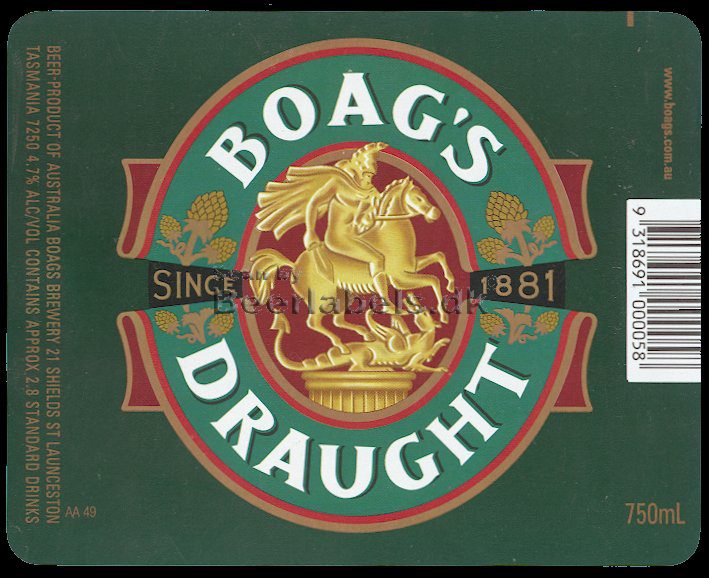 BOAG'S
SINCE 1881
DRAUGHT
BEER-PRODUCT OF AUSTRALIA BOAGS BREWERY 21 SHIELDS ST LAUNCESTON
TASMANIA 7250 4.7% ALC/VOL CONTAINS APPROX 2.8 STANDARD DRINKS
AA 49
www.boags.com.au
9 318691 000058
750mL
Beerlabels.dk